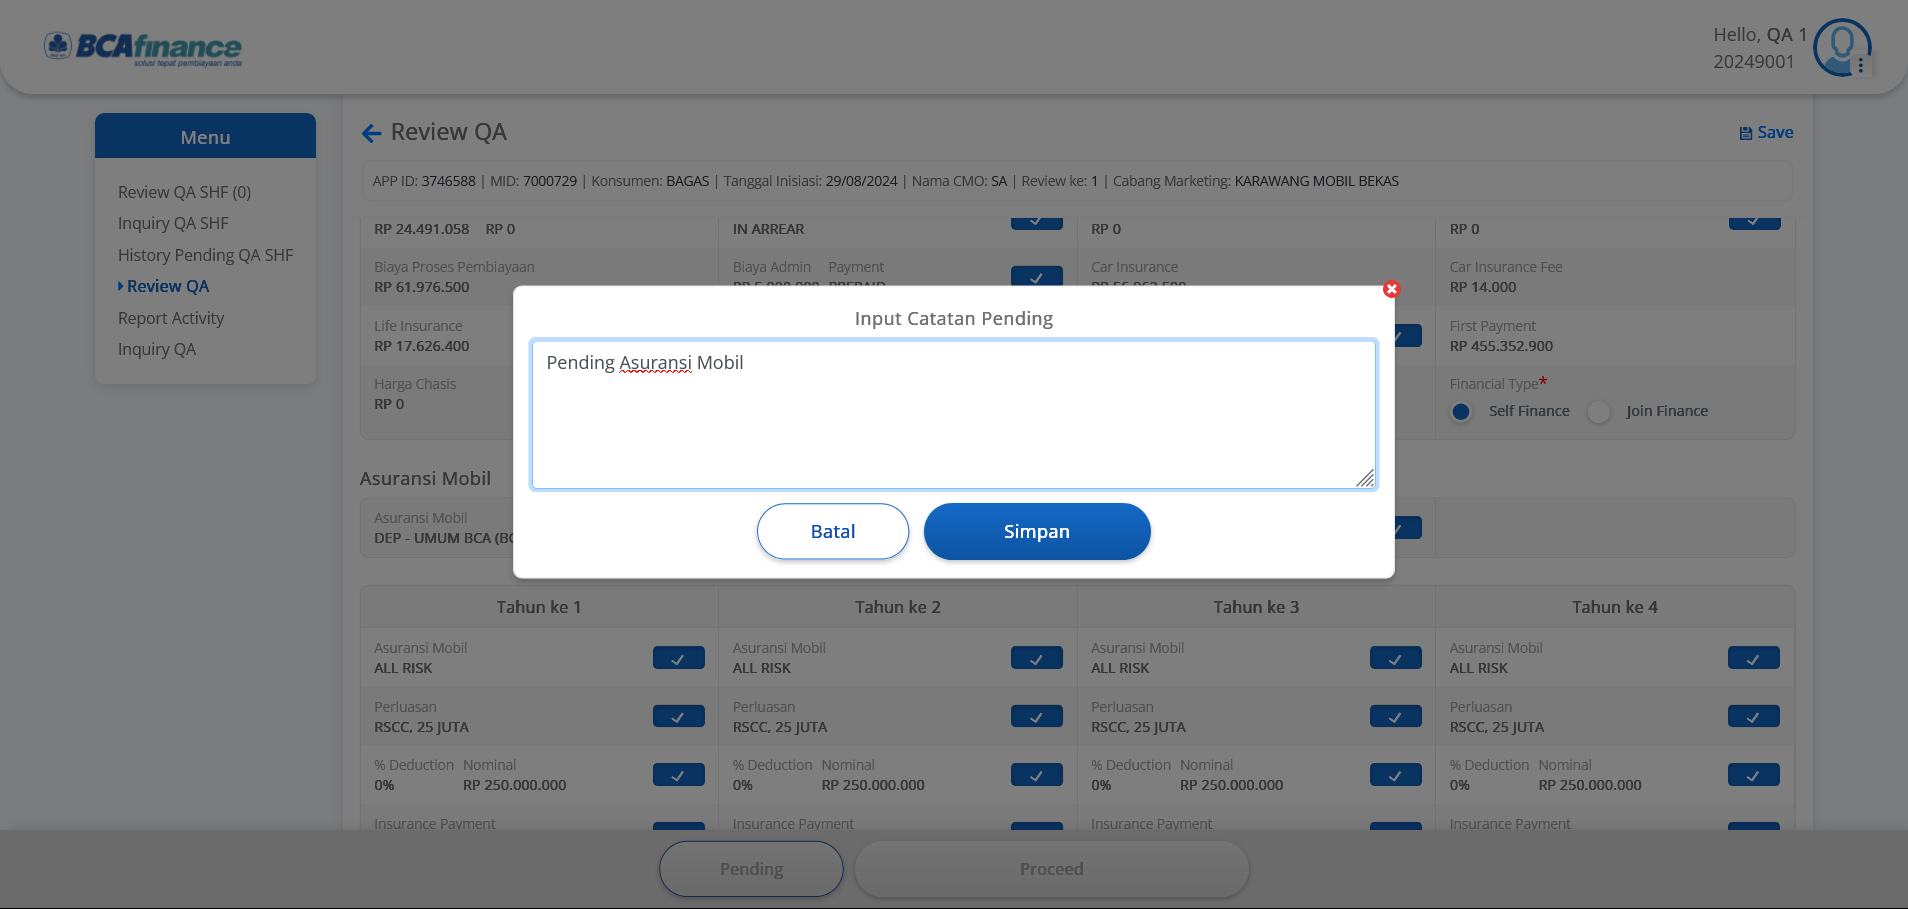 BCAfinance
solusi tepat pembiayaan anda
Hello, QA 1
20249001
Menu
Review QA SHF (0)
Inquiry QA SHF
History Pending QA SHF
Review QA
Report Activity
Inquiry QA
Review QA
Save
APP ID: 3746588 | MID: 7000729 | Konsumen: BAGAS | Tanggal Inisiasi: 29/08/2024 | Nama CMO: SA | Review ke: 1 | Cabang Marketing: KARAWANG MOBIL BEKAS
RP 24.491.058 RP 0 IN ARREAR RP 0 RP 0
Biaya Proses Pembiayaan Biaya Admin Payment Car Insurance Car Insurance Fee
RP 61.976.500 RP 14.000
Life Insurance First Payment
RP 17.626.400 RP 455.352.900
Harga Chasis Financial Type*
RP 0 Self Finance Join Finance
Input Catatan Pending
Pending Asuransi Mobil
Batal Simpan
Asuransi Mobil
Asuransi Mobil
DEP - UMUM BCA
Tahun ke 1 Tahun ke 2 Tahun ke 3 Tahun ke 4
Asuransi Mobil Asuransi Mobil Asuransi Mobil Asuransi Mobil
ALL RISK ALL RISK ALL RISK ALL RISK
Perluasan Perluasan Perluasan Perluasan
RSCC, 25 JUTA RSCC, 25 JUTA RSCC, 25 JUTA RSCC, 25 JUTA
% Deduction Nominal % Deduction Nominal % Deduction Nominal % Deduction Nominal
0% RP 250.000.000 0% RP 250.000.000 0% RP 250.000.000 0% RP 250.000.000
Insurance Payment Insurance Payment Insurance Payment Insurance Payment
Pending Proceed